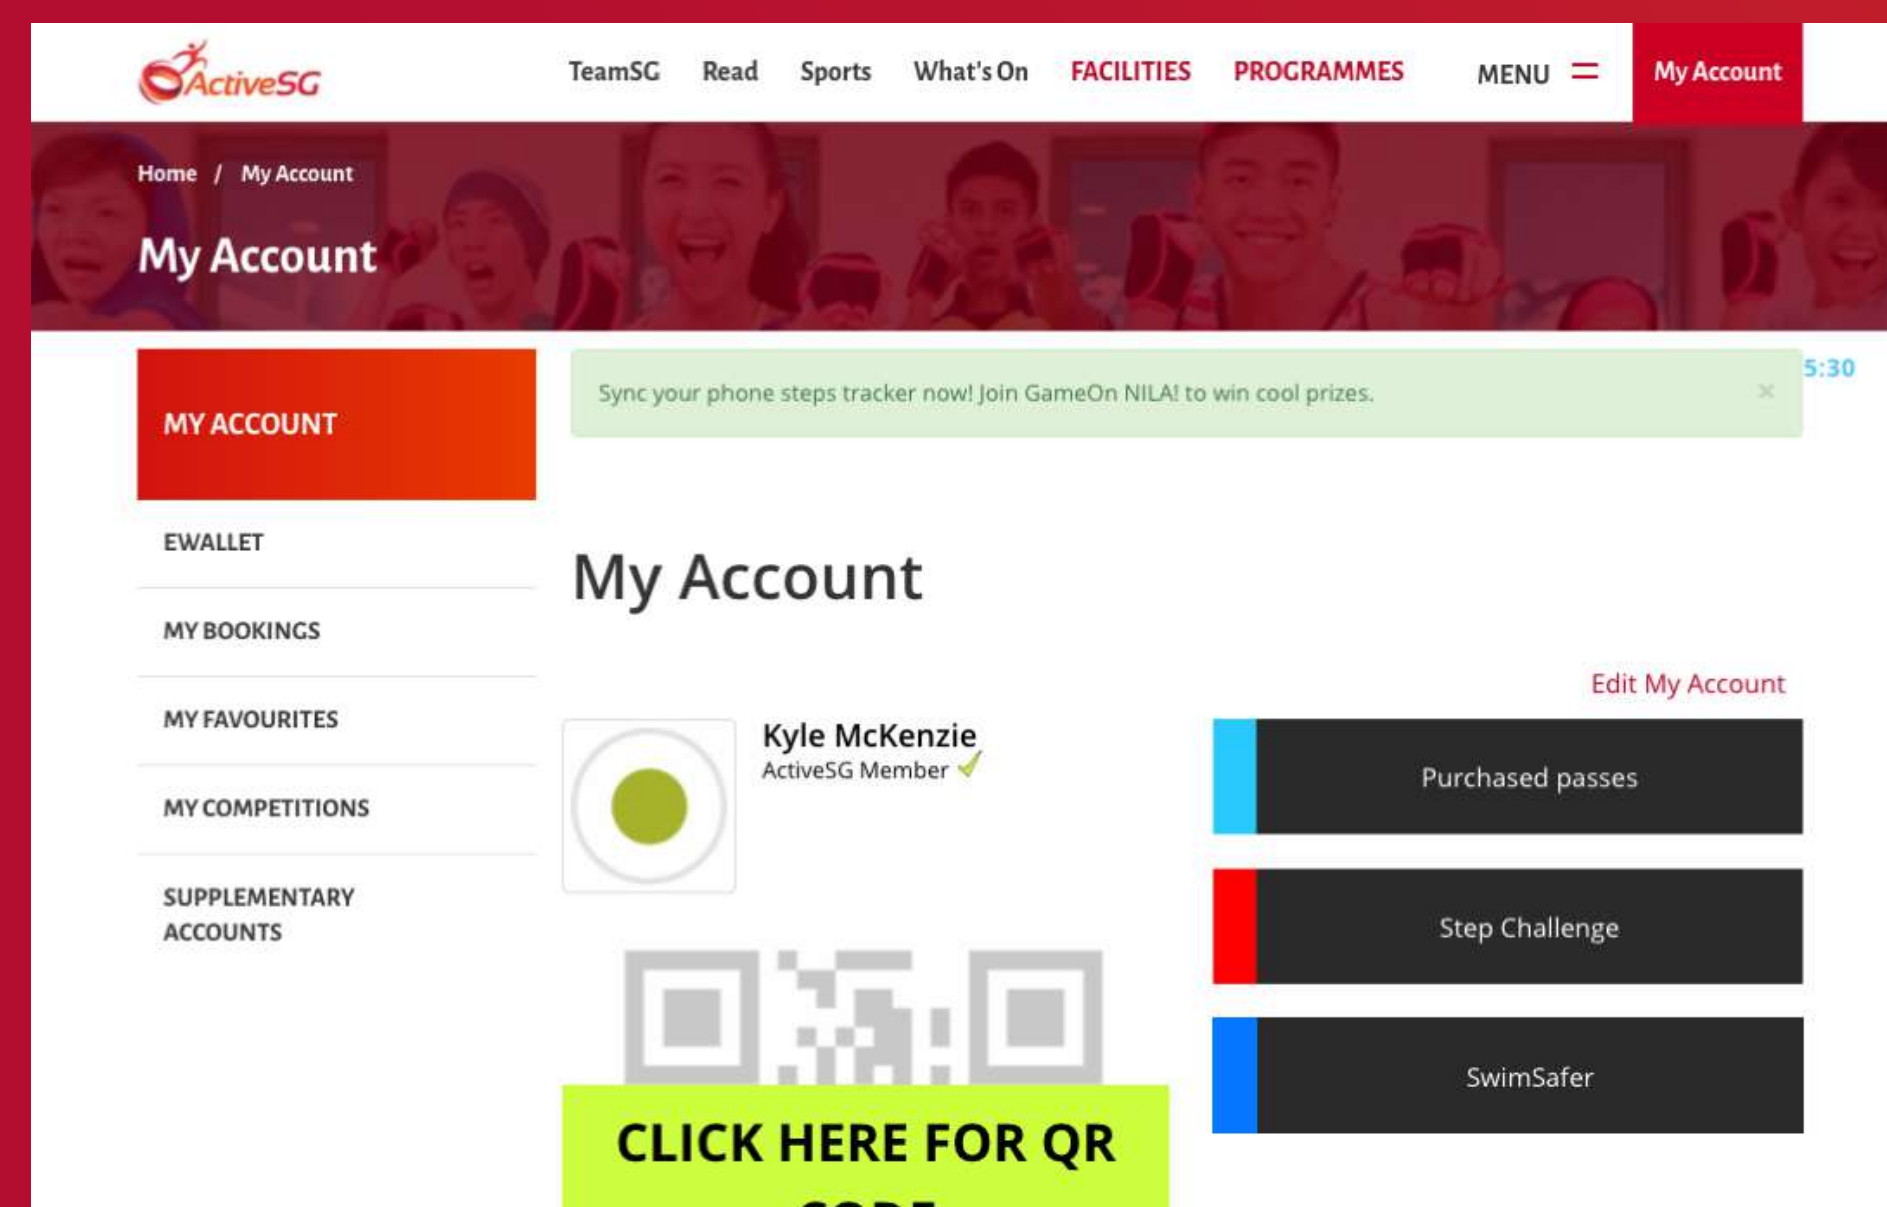 ActiveSG
TeamSG Read Sports What's On FACILITIES PROGRAMMES MENU My Account
Home / My Account
My Account
MY ACCOUNT
EWALLET
MY BOOKINGS
MY FAVOURITES
MY COMPETITIONS
SUPPLEMENTARY
ACCOUNTS
Sync your phone steps tracker now! Join GameOn NILA! to win cool prizes. ×
5:30
My Account
Edit My Account
Kyle McKenzie
ActiveSG Member
Purchased passes
Step Challenge
SwimSafer
CLICK HERE FOR QR
CODE